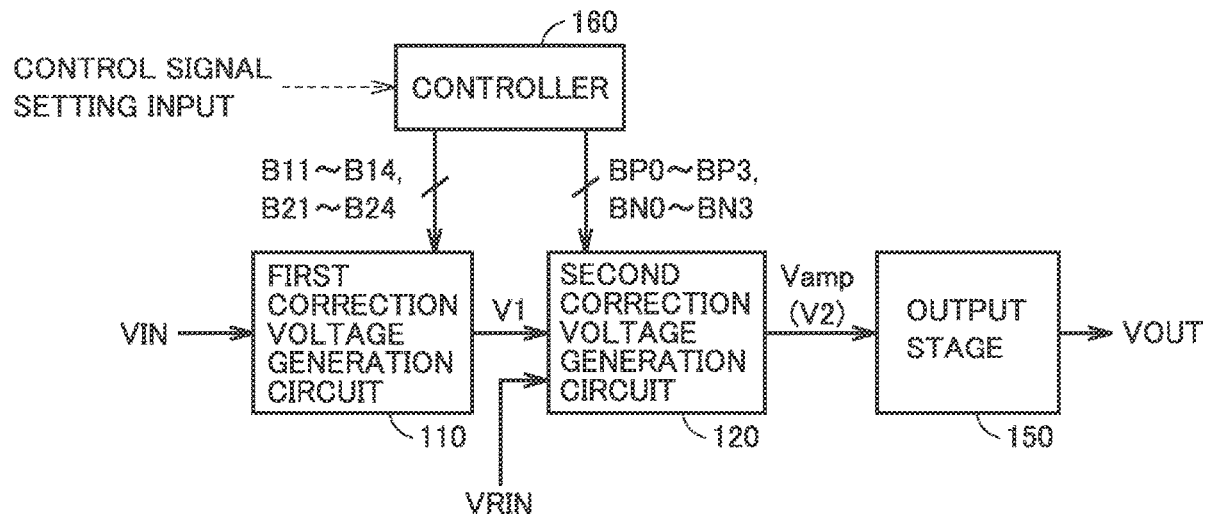 160
CONTROL SIGNAL
SETTING INPUT
CONTROLLER
B11～B14,
B21～B24
BP0～BP3,
BN0～BN3
VIN
FIRST
CORRECTION
VOLTAGE
GENERATION
CIRCUIT
V1
SECOND
CORRECTION
VOLTAGE
GENERATION
CIRCUIT
Vamp
(V2)
OUTPUT
STAGE
VOUT
110
120
150
VRIN